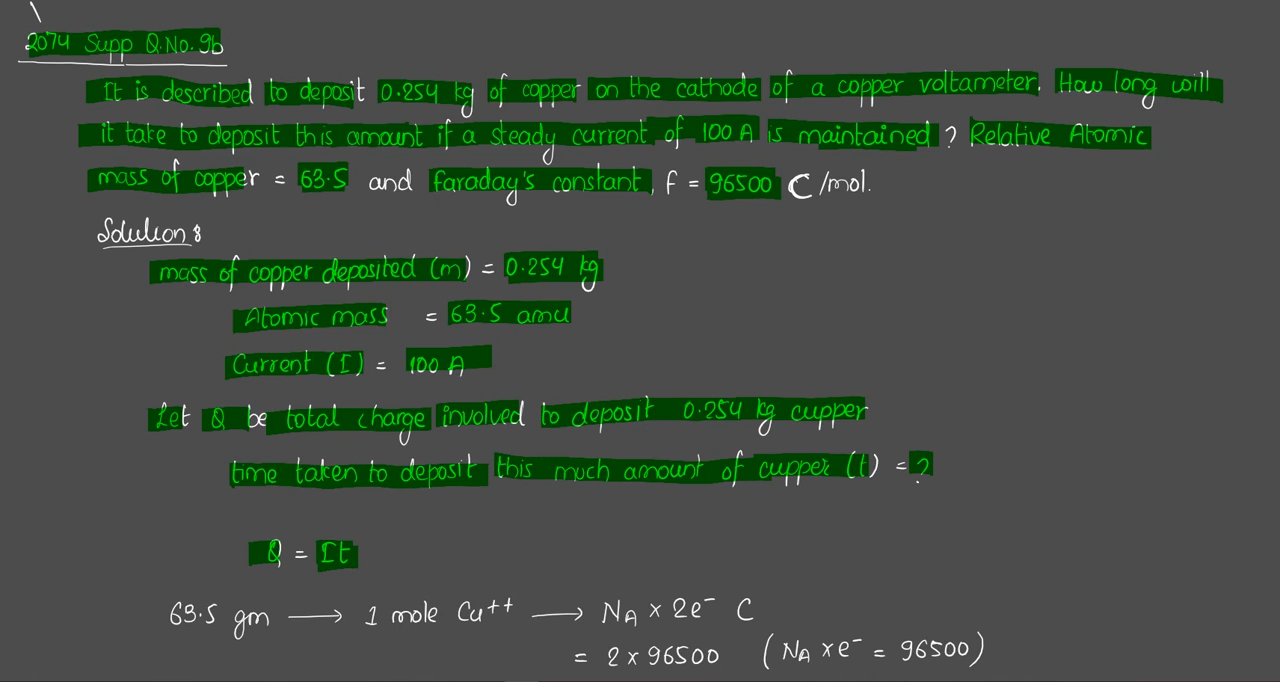 2074 Supp Q.No. 9b
It is described to deposit 0.254 kg of copper on the cathode of a copper voltameter. How long will
it take to deposit this amount if a steady current of 100 A is maintained? Relative Atomic
mass of copper = 63.5 and faraday's constant, f = 96500 C/mol.
Solution:
mass of copper deposited (m) = 0.254 kg
Atomic mass = 63.5 amu
Current (I) = 100 A
Let Q be total charge involved to deposit 0.254 kg cupper
time taken to deposit this much amount of cupper (t) = ?
Q = It
63.5 gm → 1 mole Cu⁺⁺ → N_A × 2e⁻ C
= 2 × 96500 (N_A × e⁻ = 96500)